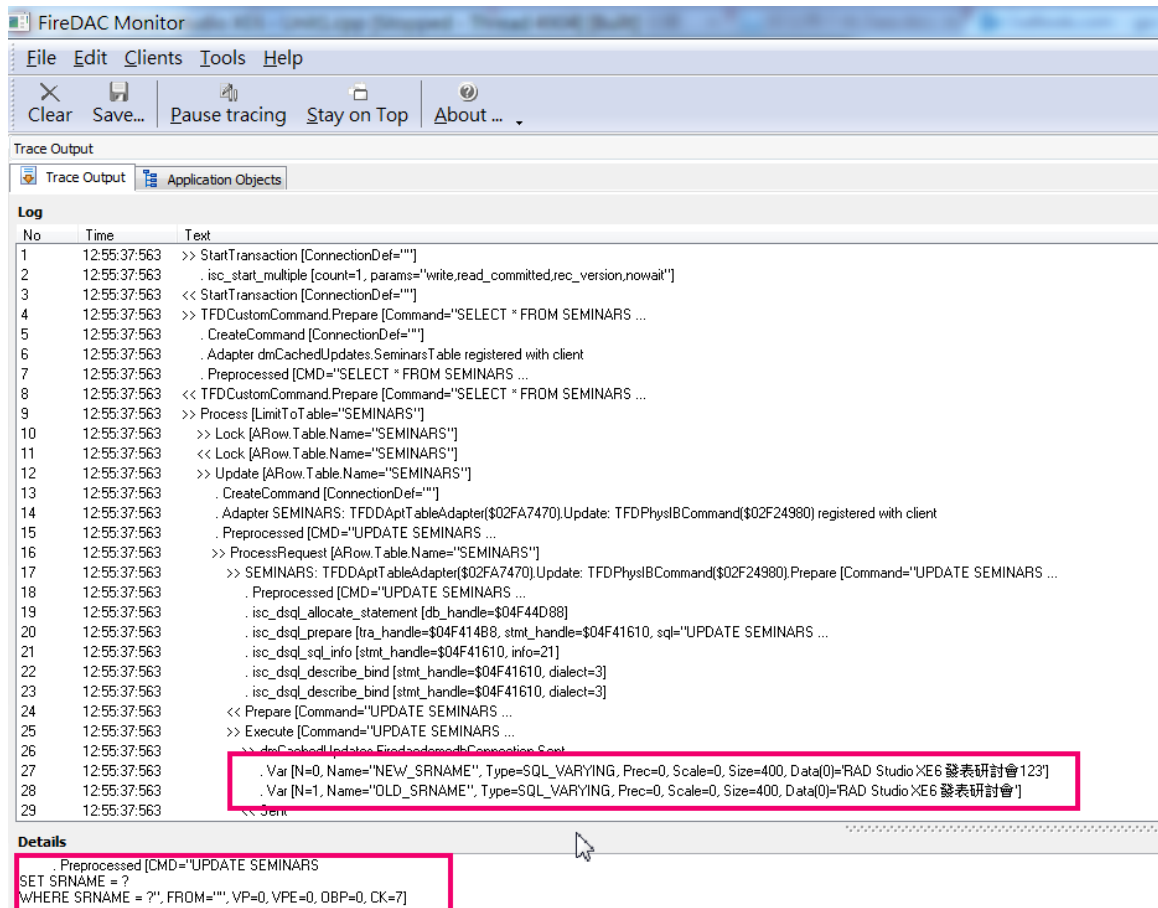 FireDAC Monitor
File Edit Clients Tools Help
Clear Save... Pause tracing Stay on Top About ...
Trace Output
Trace Output Application Objects
Log
No Time Text
1 12:55:37:563 >> StartTransaction [ConnectionDef=""]
2 12:55:37:563 . isc_start_multiple [count=1, params="write,read_committed,rec_version,nowait"]
3 12:55:37:563 << StartTransaction [ConnectionDef=""]
4 12:55:37:563 >> TFDCustomCommand.Prepare [Command="SELECT * FROM SEMINARS ...
5 12:55:37:563 . CreateCommand [ConnectionDef=""]
6 12:55:37:563 . Adapter dmCachedUpdates.SeminarsTable registered with client
7 12:55:37:563 . Preprocessed [CMD="SELECT * FROM SEMINARS ...
8 12:55:37:563 << TFDCustomCommand.Prepare [Command="SELECT * FROM SEMINARS ...
9 12:55:37:563 >> Process [LimitToTable="SEMINARS"]
10 12:55:37:563 >> Lock [ARow.Table.Name="SEMINARS"]
11 12:55:37:563 << Lock [ARow.Table.Name="SEMINARS"]
12 12:55:37:563 >> Update [ARow.Table.Name="SEMINARS"]
13 12:55:37:563 . CreateCommand [ConnectionDef=""]
14 12:55:37:563 . Adapter SEMINARS: TFDDAptTableAdapter($02FA7470).Update: TFDPhysIBCommand($02F24980) registered with client
15 12:55:37:563 . Preprocessed [CMD="UPDATE SEMINARS ...
16 12:55:37:563 >> ProcessRequest [ARow.Table.Name="SEMINARS"]
17 12:55:37:563 >> SEMINARS: TFDDAptTableAdapter($02FA7470).Update: TFDPhysIBCommand($02F24980).Prepare [Command="UPDATE SEMINARS ...
18 12:55:37:563 . Preprocessed [CMD="UPDATE SEMINARS ...
19 12:55:37:563 . isc_dsql_allocate_statement [db_handle=$04F44D88]
20 12:55:37:563 . isc_dsql_prepare [tra_handle=$04F414B8, stmt_handle=$04F41610, sql="UPDATE SEMINARS ...
21 12:55:37:563 . isc_dsql_sql_info [stmt_handle=$04F41610, info=21]
22 12:55:37:563 . isc_dsql_describe_bind [stmt_handle=$04F41610, dialect=3]
23 12:55:37:563 . isc_dsql_describe_bind [stmt_handle=$04F41610, dialect=3]
24 12:55:37:563 << Prepare [Command="UPDATE SEMINARS ...
25 12:55:37:563 >> Execute [Command="UPDATE SEMINARS ...
26 12:55:37:563 >> dmCachedUpdates.FiredacdemodbConnection.Sent
27 12:55:37:563 . Var [N=0, Name="NEW_SRNAME", Type=SQL_VARYING, Prec=0, Scale=0, Size=400, Data(0)='RAD Studio XE6 發表研討會123']
28 12:55:37:563 . Var [N=1, Name="OLD_SRNAME", Type=SQL_VARYING, Prec=0, Scale=0, Size=400, Data(0)='RAD Studio XE6 發表研討會']
29 12:55:37:563 << Sent
Details
. Preprocessed [CMD="UPDATE SEMINARS
SET SRNAME = ?
WHERE SRNAME = ?", FROM="", VP=0, VPE=0, OBP=0, CK=7]